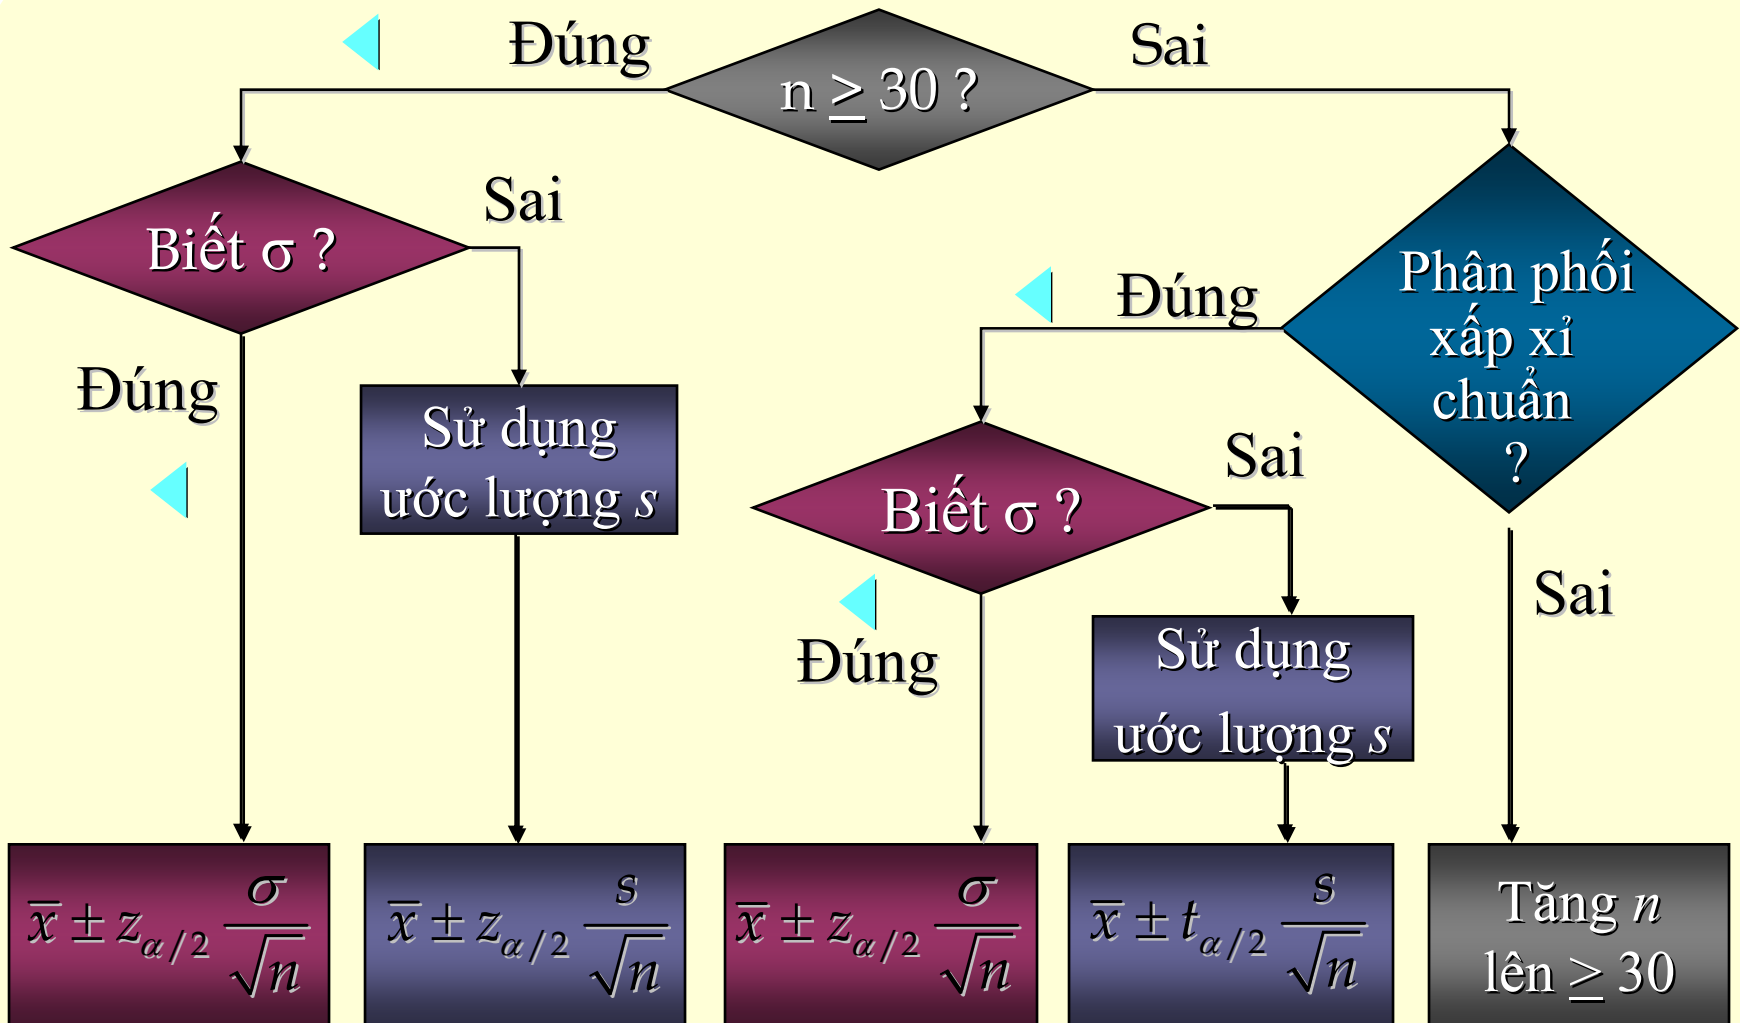 Đúng
n ≥ 30 ?
Sai
Biết σ ?
Sai
Đúng
Sử dụng
ước lượng s
Phân phối
xấp xỉ
chuẩn
?
Đúng
Biết σ ?
Sai
Đúng
Sử dụng
ước lượng s
Sai
x̄ ± z_{α/2} σ/√n
x̄ ± z_{α/2} s/√n
x̄ ± z_{α/2} σ/√n
x̄ ± t_{α/2} s/√n
Tăng n
lên ≥ 30